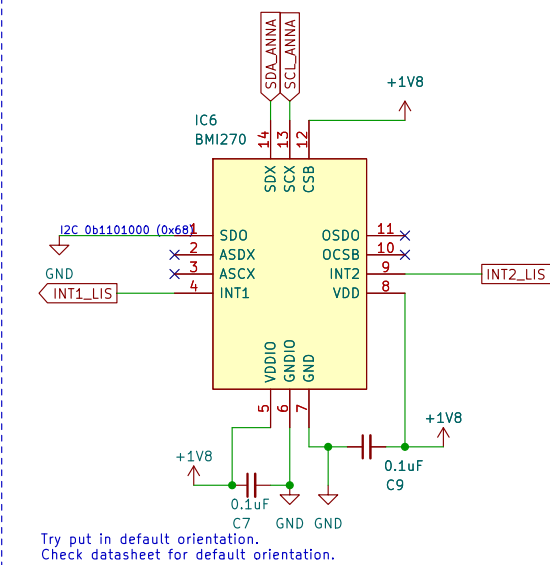 SDA_ANNA
SCL_ANNA
+1V8
IC6
BMI270
14
13
12
SDX
SCX
CSB
I2C 0b1101000 (0x68)
1
SDO
OSDO
11
2
ASDX
OCSB
10
3
ASCX
INT2
9
INT2_LIS
GND
INT1_LIS
4
INT1
VDD
8
VDDIO
GNDIO
GND
5
6
7
+1V8
+1V8
0.1uF
C9
0.1uF
C7
GND
GND
Try put in default orientation.
Check datasheet for default orientation.